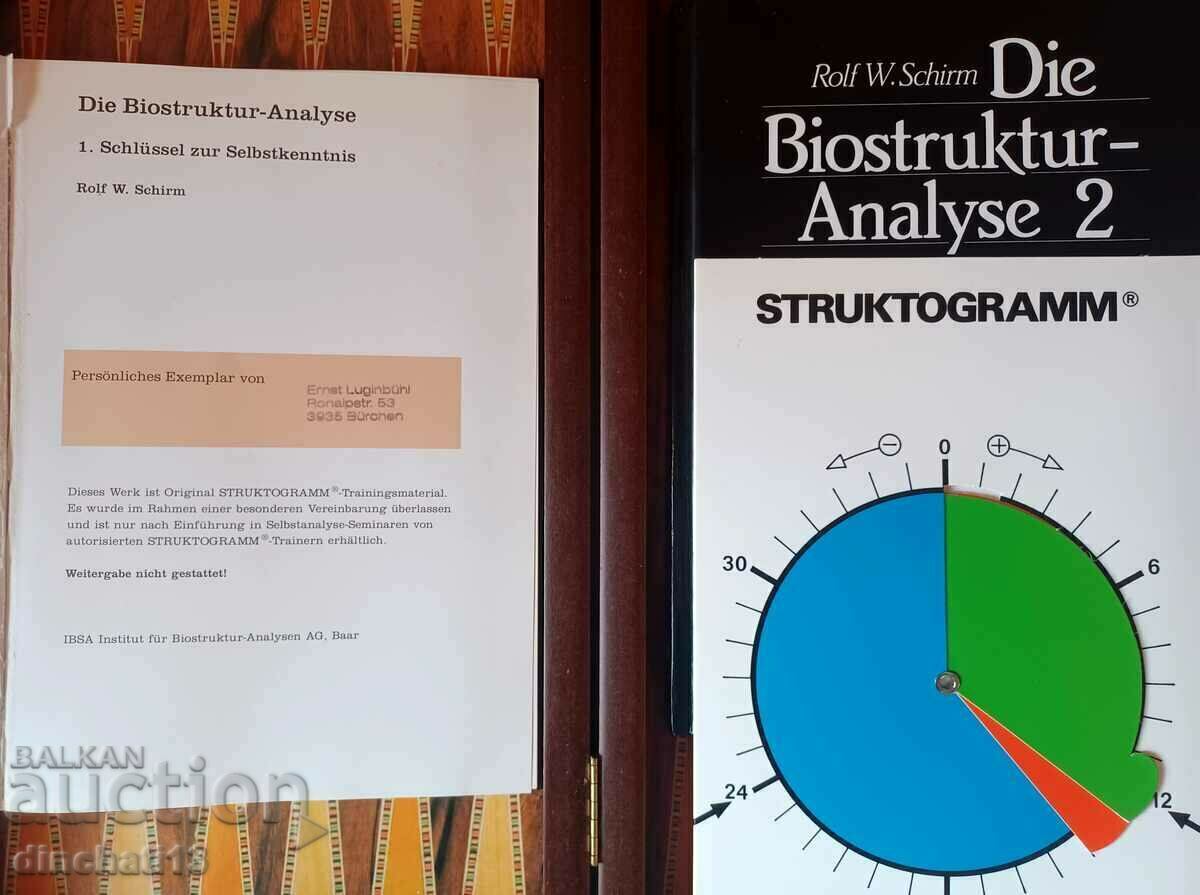 Die Biostruktur-Analyse
1. Schlüssel zur Selbstkenntnis
Rolf W. Schirm
Persönliches Exemplar von
Ernst Luginbühl
Ronalpstr. 53
3935 Bürchen
Dieses Werk ist Original STRUKTOGRAMM®-Trainingsmaterial.
Es wurde im Rahmen einer besonderen Vereinbarung überlassen
und ist nur nach Einführung in Selbstanalyse-Seminaren von
autorisierten STRUKTOGRAMM®-Trainern erhältlich.
Weitergabe nicht gestattet!
IBSA Institut für Biostruktur-Analysen AG, Baar
BALKAN
auction
dinchati13
Rolf W. Schirm Die
Biostruktur-
Analyse 2
STRUKTOGRAMM®
- 0 +
30 6
24 12